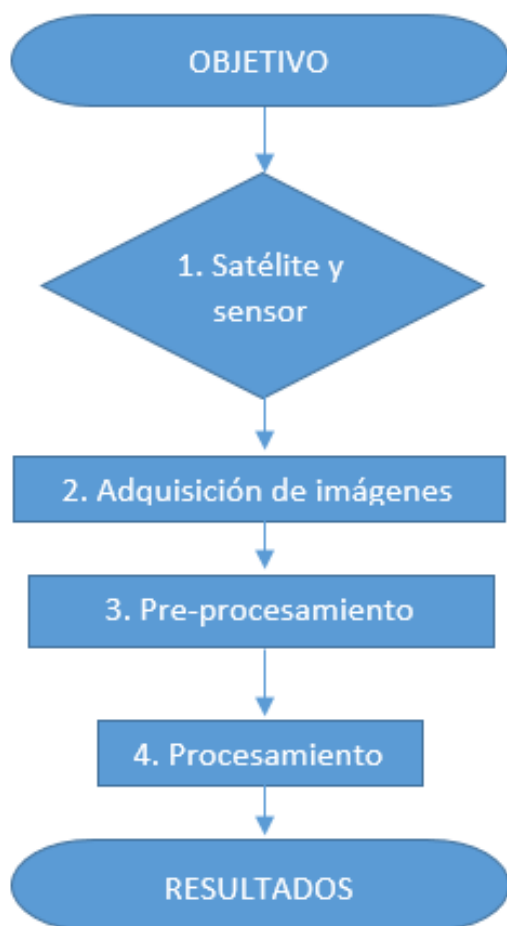 OBJETIVO
1. Satélite y
sensor
2. Adquisición de imágenes
3. Pre-procesamiento
4. Procesamiento
RESULTADOS